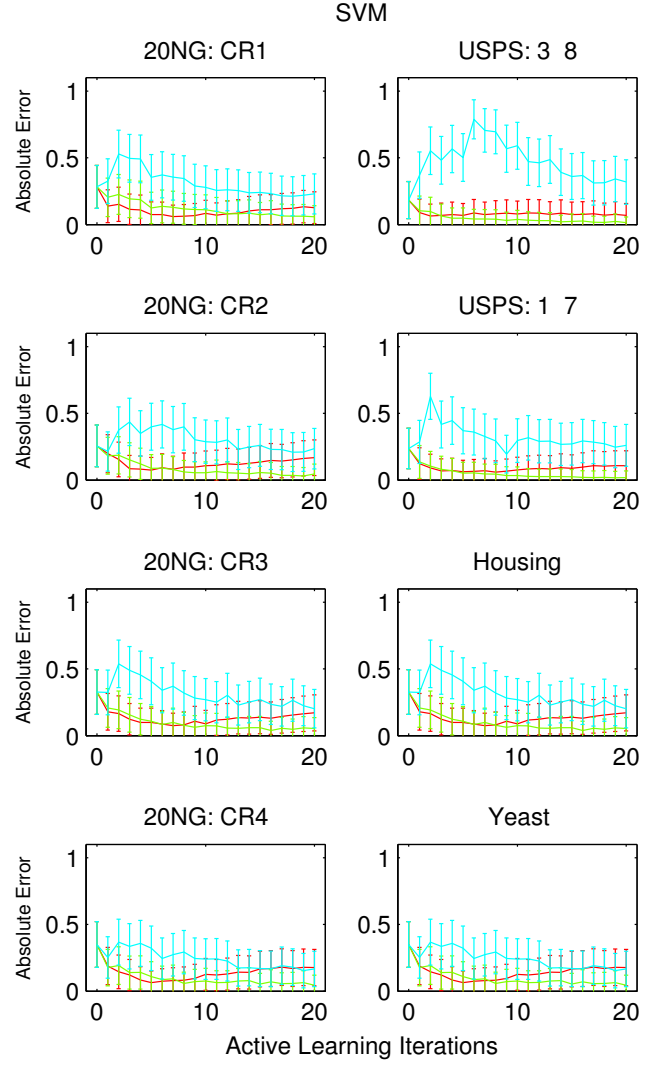 SVM
20NG: CR1
USPS: 3 8
Absolute Error
1
0.5
0
0 10 20
1
0.5
0
0 10 20
20NG: CR2
USPS: 1 7
Absolute Error
1
0.5
0
0 10 20
1
0.5
0
0 10 20
20NG: CR3
Housing
Absolute Error
1
0.5
0
0 10 20
1
0.5
0
0 10 20
20NG: CR4
Yeast
Absolute Error
1
0.5
0
0 10 20
1
0.5
0
0 10 20
Active Learning Iterations